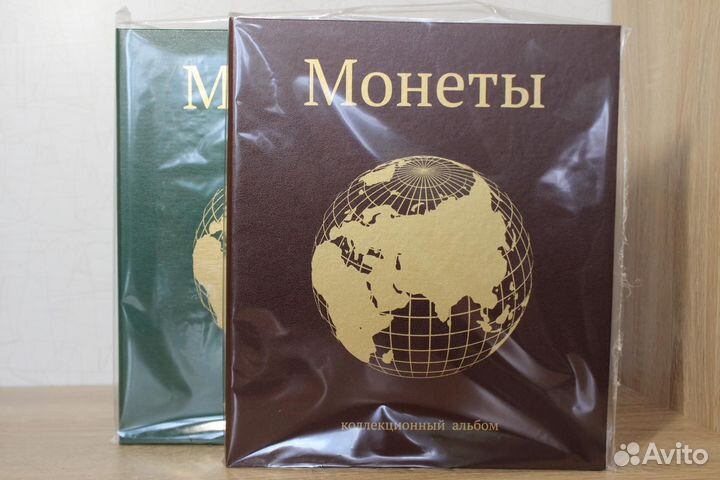 М
Монеты
коллекционный альбом
Avito